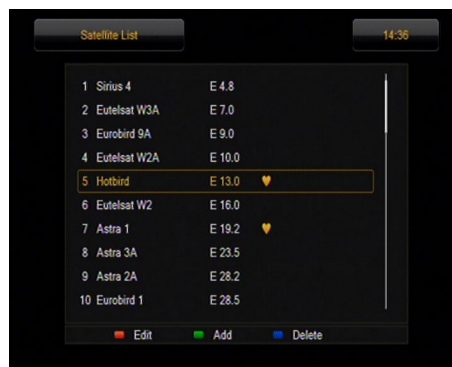 Satellite List 14:36
1 Sirius 4 E 4.8
2 Eutelsat W3A E 7.0
3 Eurobird 9A E 9.0
4 Eutelsat W2A E 10.0
5 Hotbird E 13.0
6 Eutelsat W2 E 16.0
7 Astra 1 E 19.2
8 Astra 3A E 23.5
9 Astra 2A E 28.2
10 Eurobird 1 E 28.5
Edit Add Delete